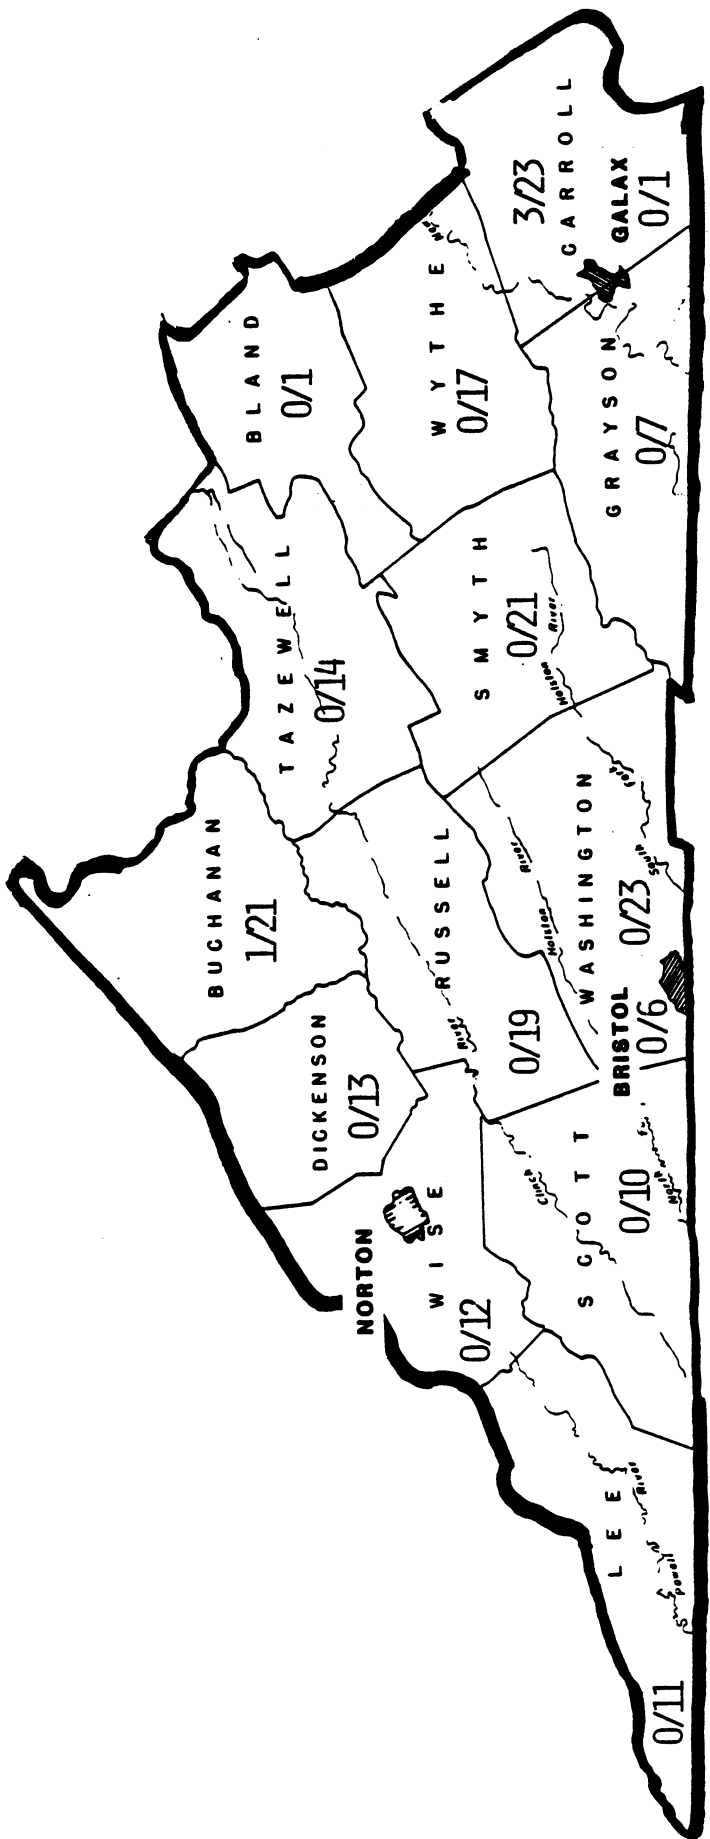 BUCHANAN
1/21
DICKENSON
0/13
NORTON
WISE
0/12
LEE
0/11
Powell
River
SCOTT
0/10
Clinch
North
RUSSELL
0/19
River
TAZEWELL
0/14
BLAND
0/1
WYTHE
0/17
SMYTH
0/21
Holston River
WASHINGTON
0/23
Holston
River
BRISTOL
0/6
GRAYSON
0/7
CARROLL
3/23
GALAX
0/1